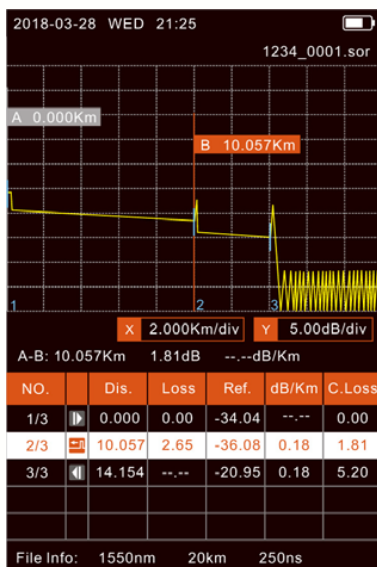 2018-03-28 WED 21:25
1234_0001.sor
A 0.000Km
B 10.057Km
1 2 3
X 2.000Km/div Y 5.00dB/div
A-B: 10.057Km 1.81dB --.--dB/Km
NO. Dis. Loss Ref. dB/Km C.Loss
1/3 0.000 0.00 -34.04 --.-- 0.00
2/3 10.057 2.65 -36.08 0.18 1.81
3/3 14.154 --.-- -20.95 0.18 5.20
File Info: 1550nm 20km 250ns